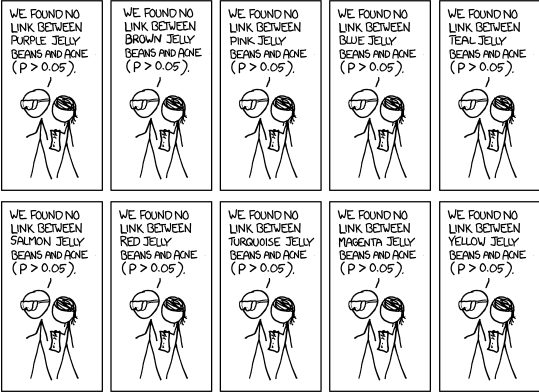 WE FOUND NO
LINK BETWEEN
PURPLE JELLY
BEANS AND ACNE
(P > 0.05).
WE FOUND NO
LINK BETWEEN
BROWN JELLY
BEANS AND ACNE
(P > 0.05).
WE FOUND NO
LINK BETWEEN
PINK JELLY
BEANS AND ACNE
(P > 0.05).
WE FOUND NO
LINK BETWEEN
BLUE JELLY
BEANS AND ACNE
(P > 0.05).
WE FOUND NO
LINK BETWEEN
TEAL JELLY
BEANS AND ACNE
(P > 0.05).
WE FOUND NO
LINK BETWEEN
SALMON JELLY
BEANS AND ACNE
(P > 0.05).
WE FOUND NO
LINK BETWEEN
RED JELLY
BEANS AND ACNE
(P > 0.05).
WE FOUND NO
LINK BETWEEN
TURQUOISE JELLY
BEANS AND ACNE
(P > 0.05).
WE FOUND NO
LINK BETWEEN
MAGENTA JELLY
BEANS AND ACNE
(P > 0.05).
WE FOUND NO
LINK BETWEEN
YELLOW JELLY
BEANS AND ACNE
(P > 0.05).